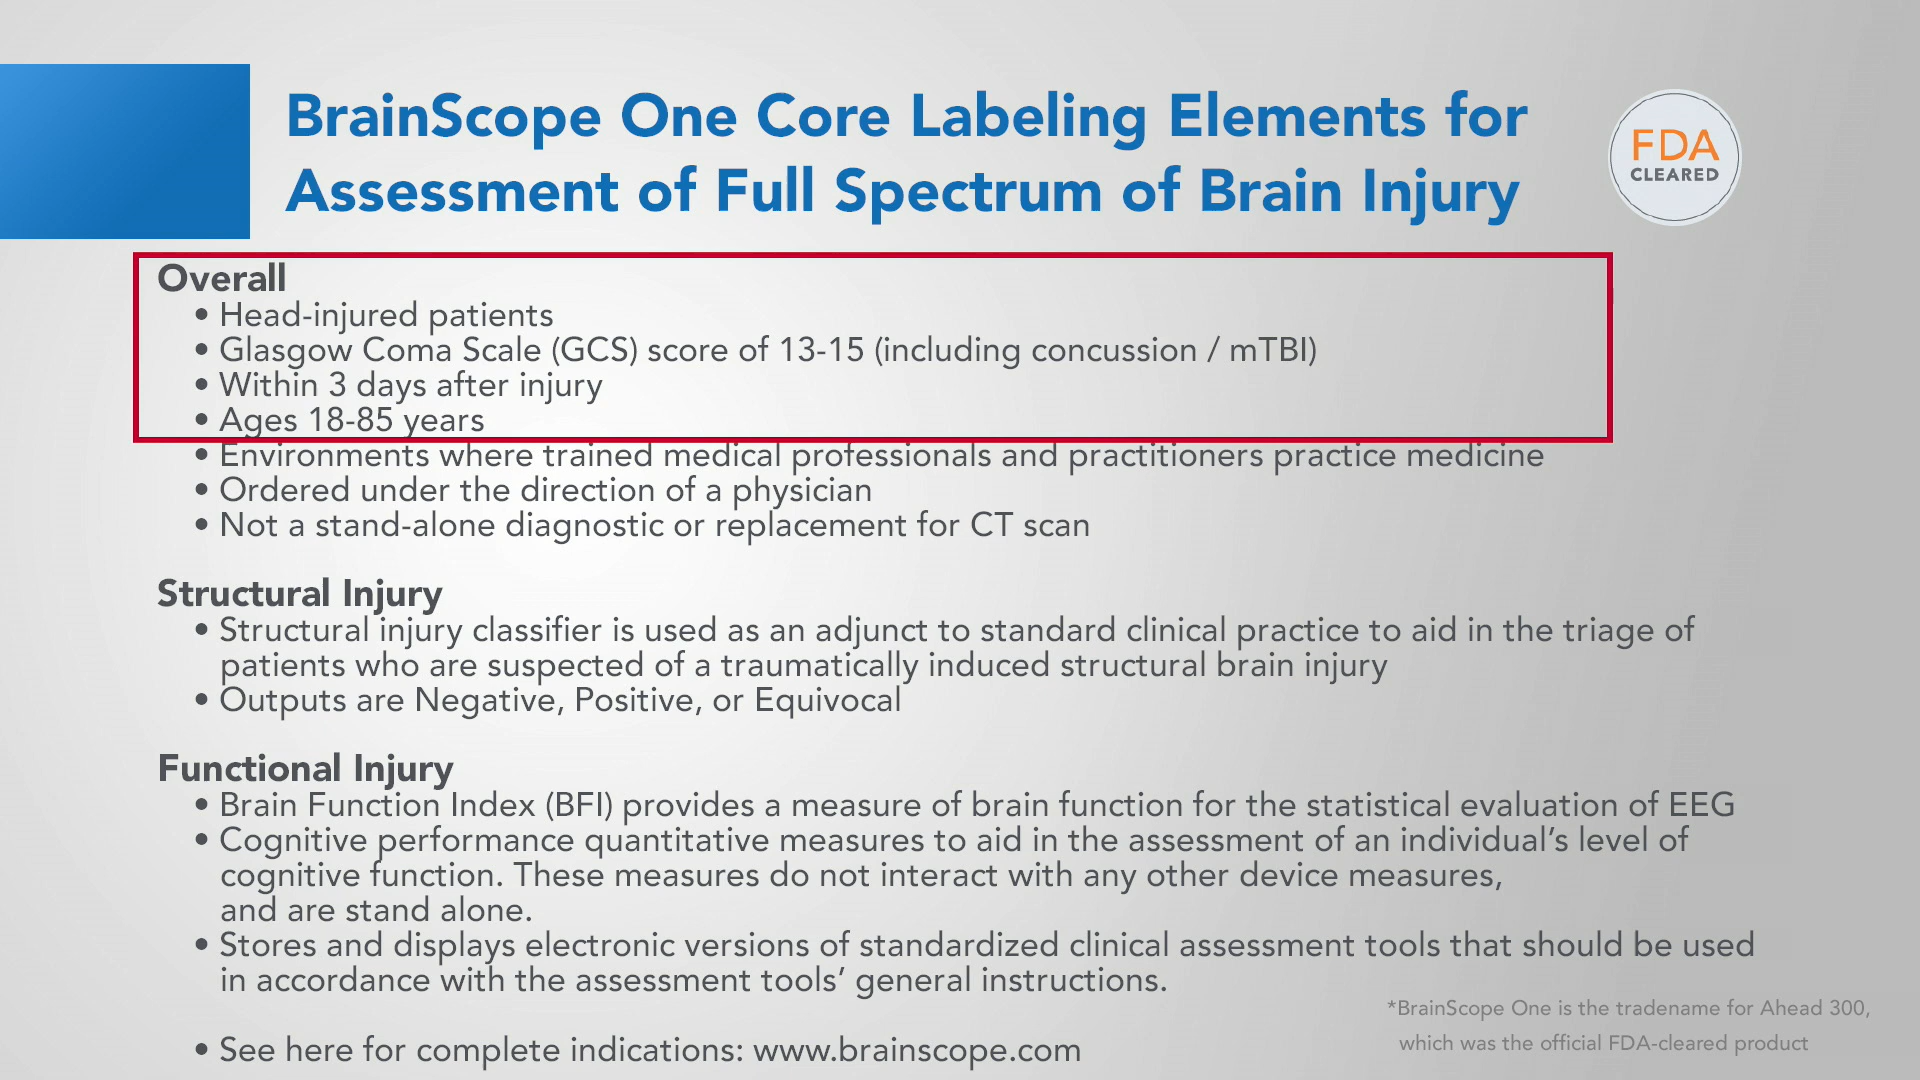 BrainScope One Core Labeling Elements for
Assessment of Full Spectrum of Brain Injury
FDA
CLEARED
Overall
• Head-injured patients
• Glasgow Coma Scale (GCS) score of 13-15 (including concussion / mTBI)
• Within 3 days after injury
• Ages 18-85 years
• Environments where trained medical professionals and practitioners practice medicine
• Ordered under the direction of a physician
• Not a stand-alone diagnostic or replacement for CT scan
Structural Injury
• Structural injury classifier is used as an adjunct to standard clinical practice to aid in the triage of
patients who are suspected of a traumatically induced structural brain injury
• Outputs are Negative, Positive, or Equivocal
Functional Injury
• Brain Function Index (BFI) provides a measure of brain function for the statistical evaluation of EEG
• Cognitive performance quantitative measures to aid in the assessment of an individual’s level of
cognitive function. These measures do not interact with any other device measures,
and are stand alone.
• Stores and displays electronic versions of standardized clinical assessment tools that should be used
in accordance with the assessment tools’ general instructions.
• See here for complete indications: www.brainscope.com
*BrainScope One is the tradename for Ahead 300,
which was the official FDA-cleared product